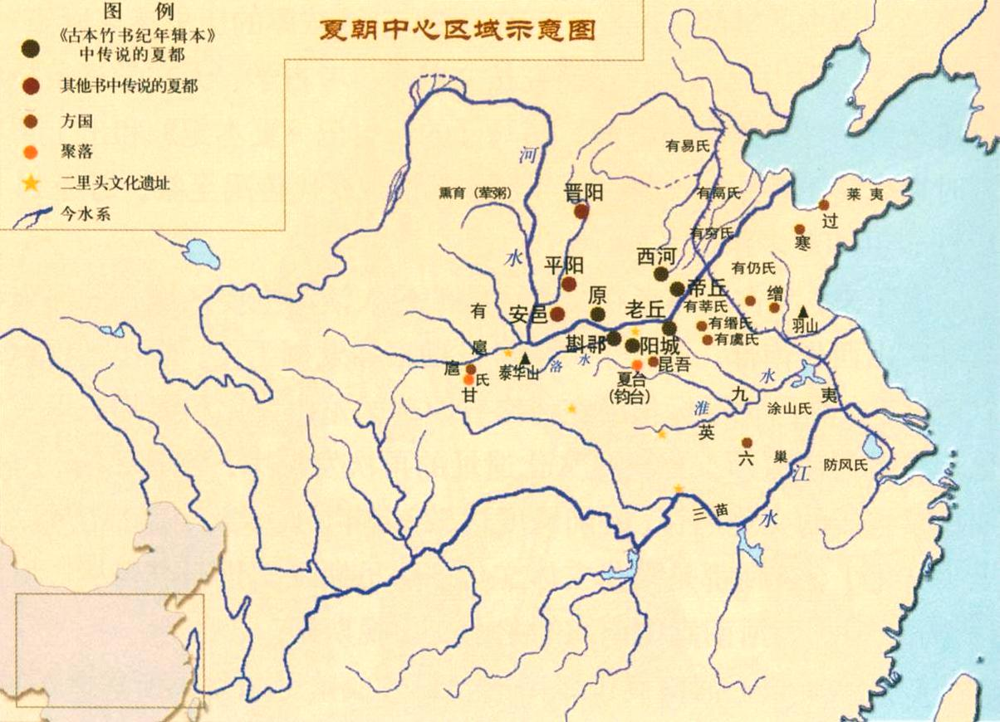 图 例
《古本竹书纪年辑本》
中传说的夏都
其他书中传说的夏都
方国
聚落
二里头文化遗址
今水系
夏朝中心区域示意图
有易氏
河
熏育（荤粥）
晋阳
有鬲氏
莱 夷
过
有穷氏
寒
水
平阳
西河
有仍氏
帝丘
缯
原
有
安邑
老丘
有莘氏
有缗氏
羽山
斟鄩
阳城
有虞氏
扈
洛
水
昆吾
扈
氏
泰华山
夏台
（钧台）
甘
水
九
夷
淮
涂山氏
英
六
巢
江
防风氏
三 苗
水